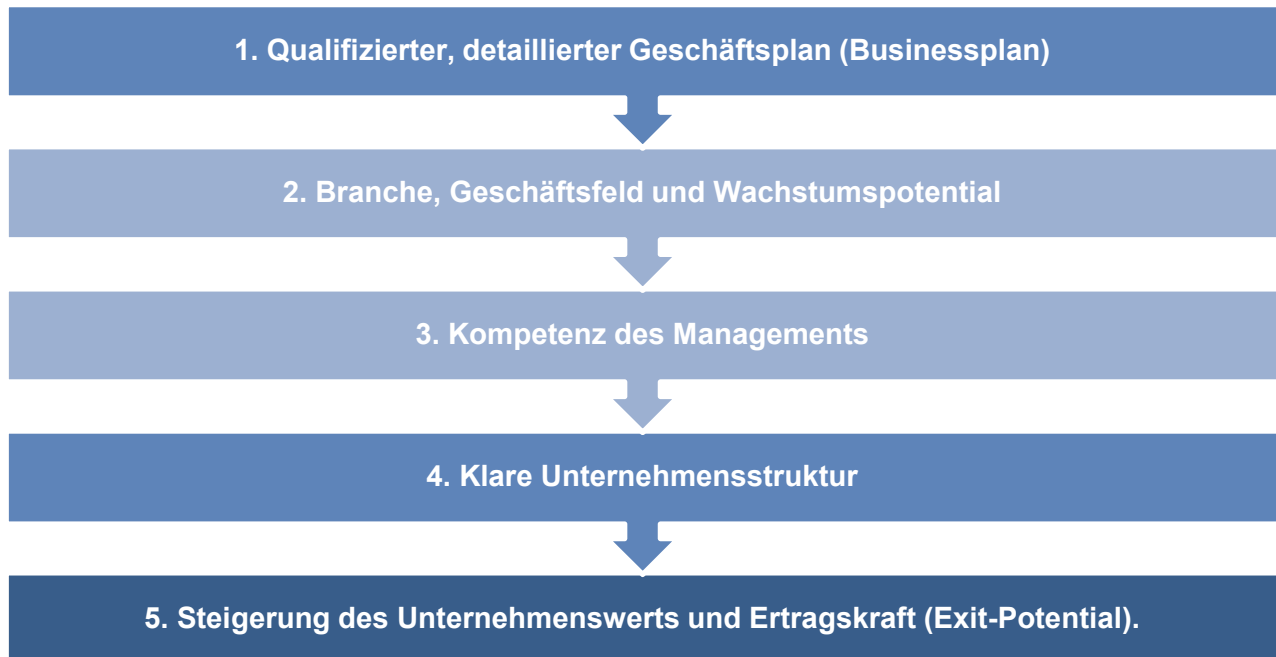 1. Qualifizierter, detaillierter Geschäftsplan (Businessplan)
2. Branche, Geschäftsfeld und Wachstumspotential
3. Kompetenz des Managements
4. Klare Unternehmensstruktur
5. Steigerung des Unternehmenswerts und Ertragskraft (Exit-Potential).